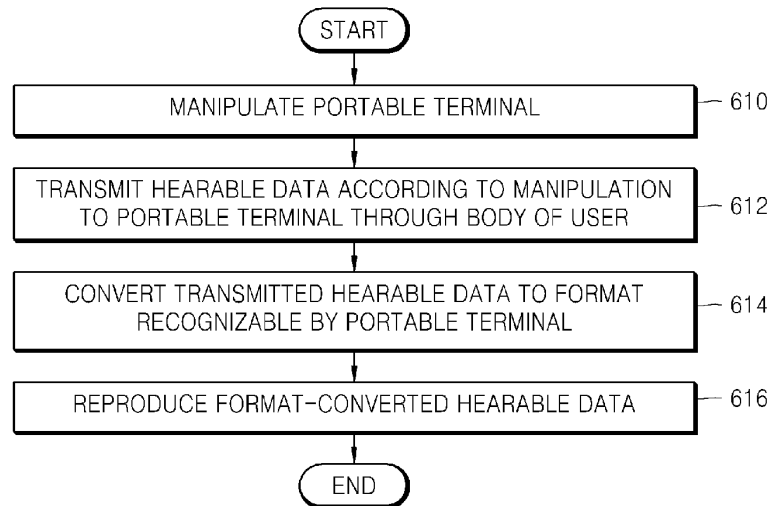 START
MANIPULATE PORTABLE TERMINAL
610
TRANSMIT HEARABLE DATA ACCORDING TO MANIPULATION
TO PORTABLE TERMINAL THROUGH BODY OF USER
612
CONVERT TRANSMITTED HEARABLE DATA TO FORMAT
RECOGNIZABLE BY PORTABLE TERMINAL
614
REPRODUCE FORMAT-CONVERTED HEARABLE DATA
616
END